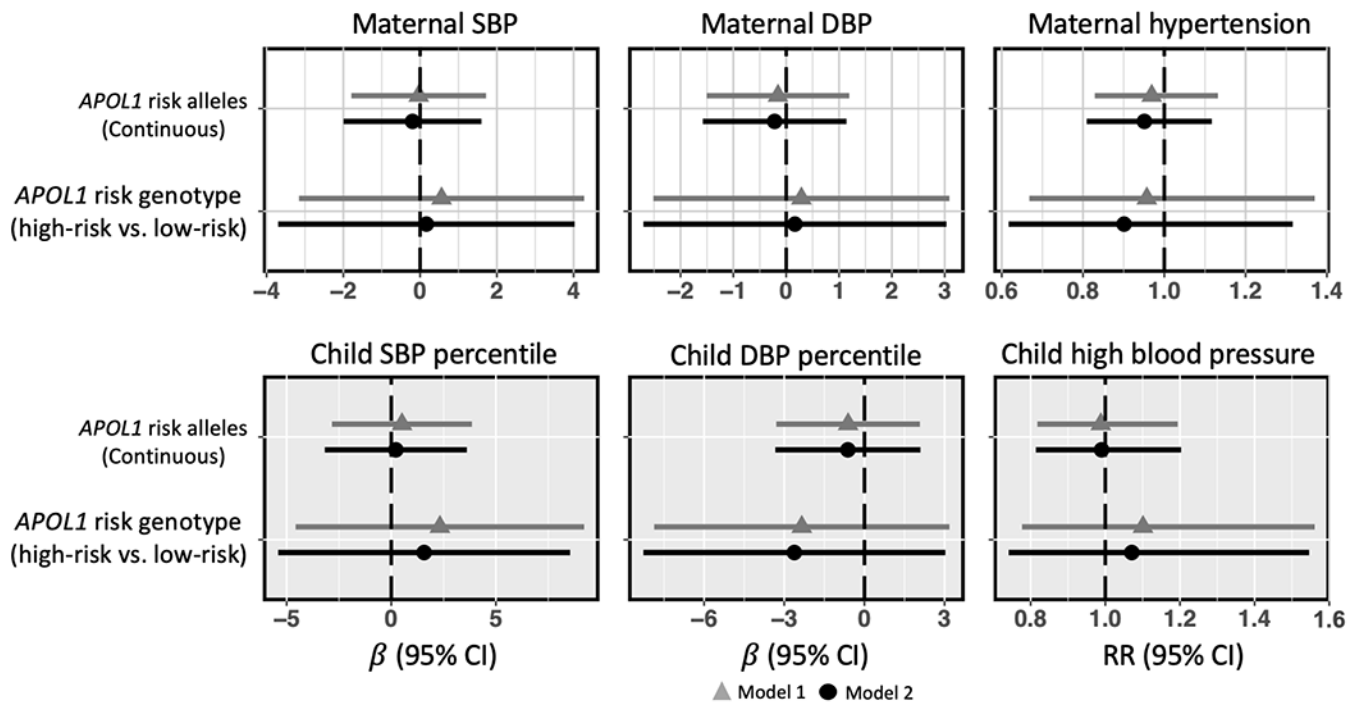 Maternal SBP Maternal DBP Maternal hypertension
APOL1 risk alleles
(Continuous)
APOL1 risk genotype
(high-risk vs. low-risk)
−4 −2 0 2 4 −2 −1 0 1 2 3 0.6 0.8 1.0 1.2 1.4
Child SBP percentile Child DBP percentile Child high blood pressure
APOL1 risk alleles
(Continuous)
APOL1 risk genotype
(high-risk vs. low-risk)
−5 0 5 −6 −3 0 3 0.8 1.0 1.2 1.4 1.6
β (95% CI) β (95% CI) RR (95% CI)
Model 1 Model 2